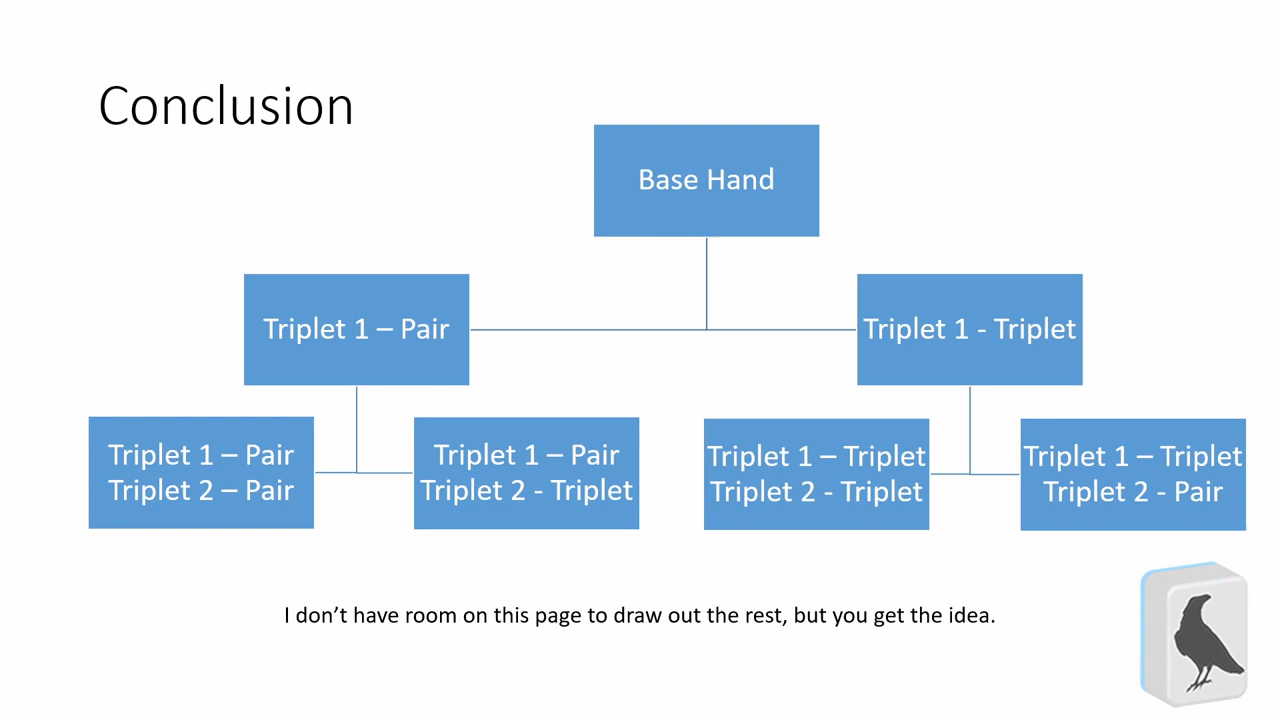 Conclusion
Base Hand
Triplet 1 – Pair
Triplet 1 - Triplet
Triplet 1 – Pair
Triplet 2 – Pair
Triplet 1 – Pair
Triplet 2 - Triplet
Triplet 1 – Triplet
Triplet 2 - Triplet
Triplet 1 – Triplet
Triplet 2 - Pair
I don’t have room on this page to draw out the rest, but you get the idea.